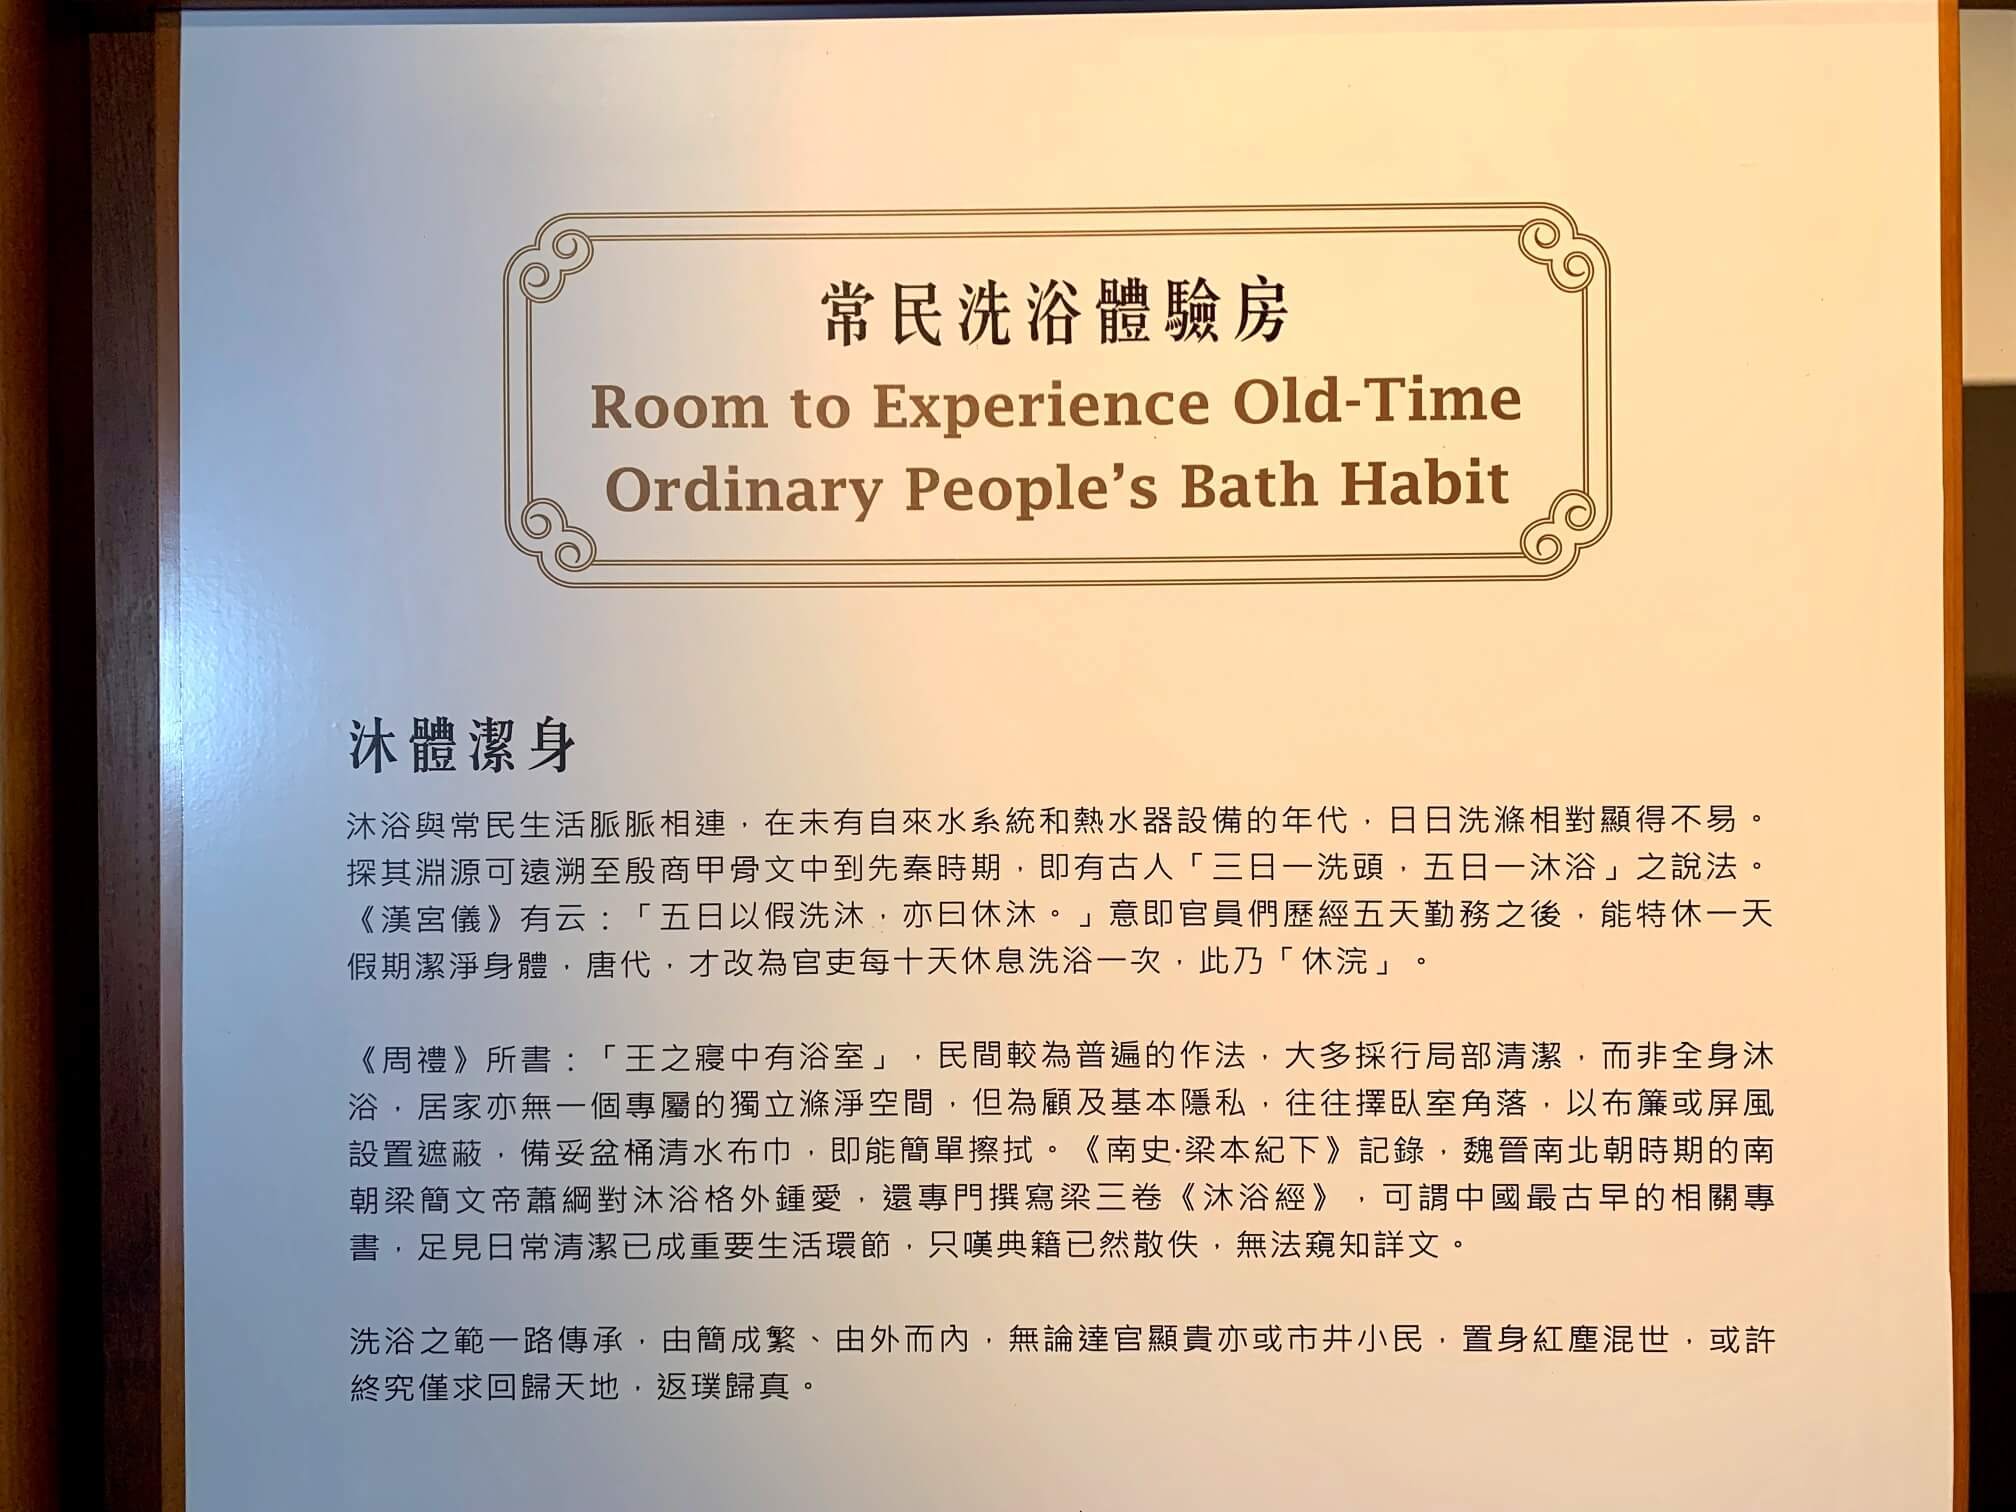 常民洗浴體驗房
Room to Experience Old-Time
Ordinary People's Bath Habit
沐體潔身
沐浴與常民生活脈脈相連，在未有自來水系統和熱水器設備的年代，日日洗滌相對顯得不易。
探其淵源可遠溯至殷商甲骨文中到先秦時期，即有古人「三日一洗頭，五日一沐浴」之說法。
《漢宮儀》有云：「五日以假洗沐，亦曰休沐。」意即官員們歷經五天勤務之後，能特休一天
假期潔淨身體，唐代，才改為官吏每十天休息洗浴一次，此乃「休浣」。
《周禮》所書：「王之寢中有浴室」，民間較為普遍的作法，大多採行局部清潔，而非全身沐
浴，居家亦無一個專屬的獨立滌淨空間，但為顧及基本隱私，往往擇臥室角落，以布簾或屏風
設置遮蔽，備妥盆桶清水布巾，即能簡單擦拭。《南史‧梁本紀下》記錄，魏晉南北朝時期的南
朝梁簡文帝蕭綱對沐浴格外鍾愛，還專門撰寫梁三卷《沐浴經》，可謂中國最古早的相關專
書，足見日常清潔已成重要生活環節，只嘆典籍已然散佚，無法窺知詳文。
洗浴之範一路傳承，由簡成繁、由外而內，無論達官顯貴亦或市井小民，置身紅塵混世，或許
終究僅求回歸天地，返璞歸真。